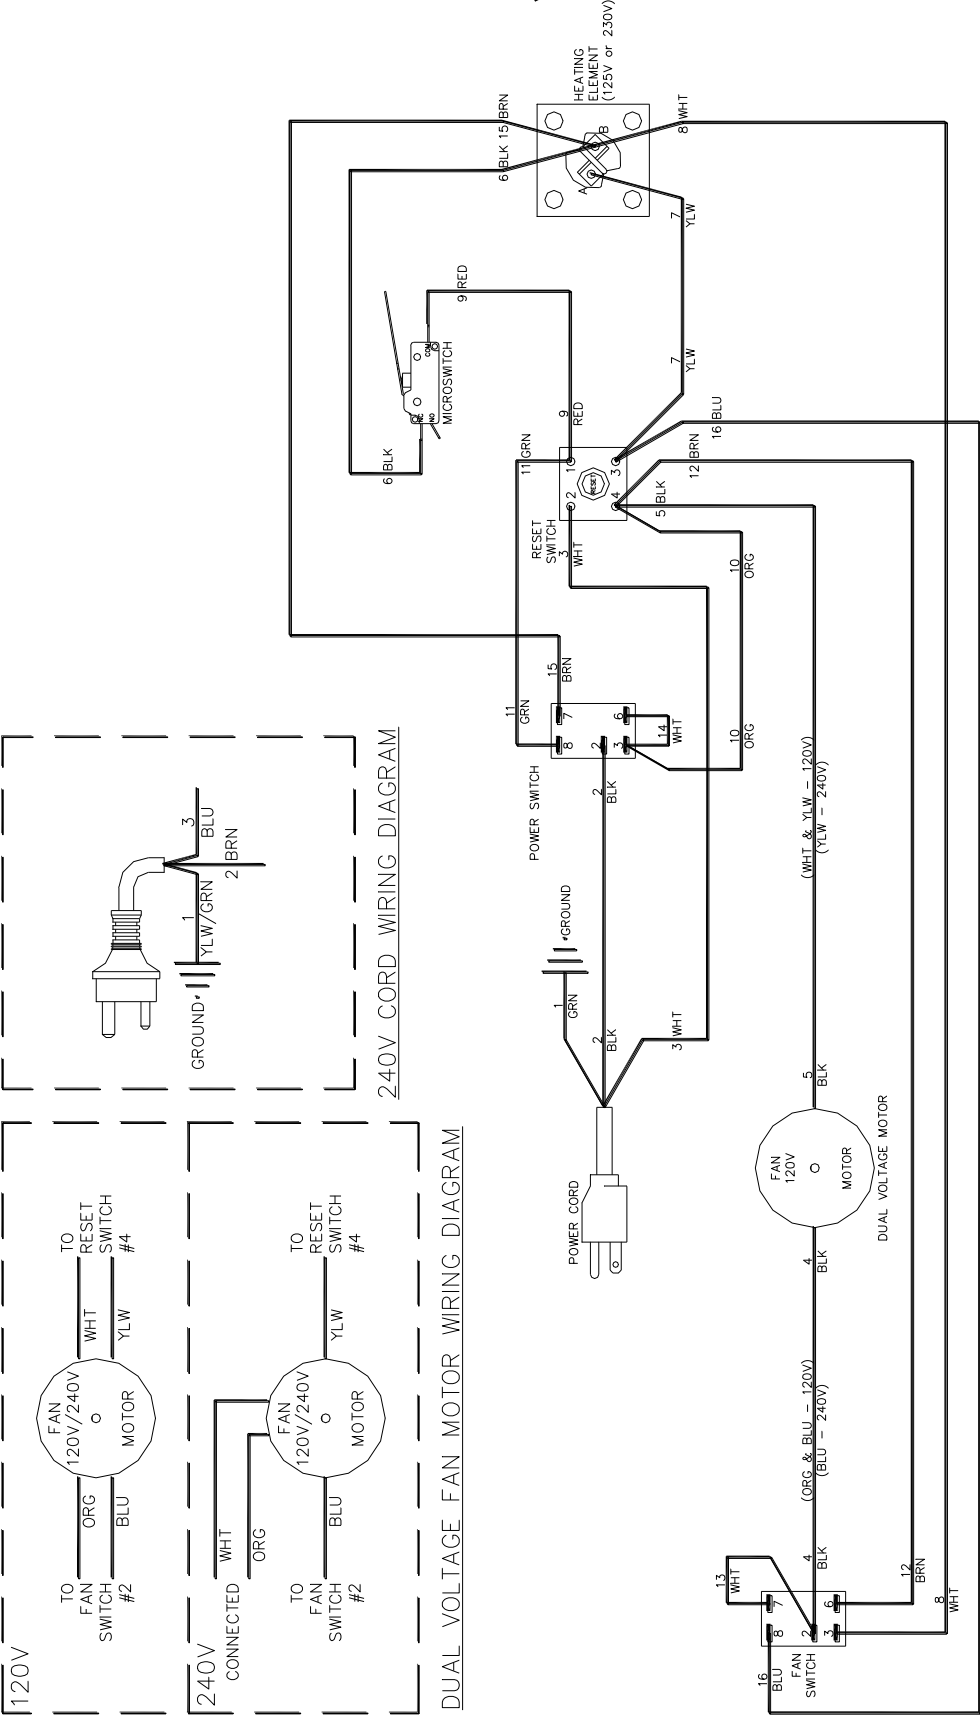 120V
TO
FAN
SWITCH
#2
ORG
BLU
FAN
120V/240V
MOTOR
WHT
YLW
TO
RESET
SWITCH
#4
240V
CONNECTED
WHT
ORG
TO
FAN
SWITCH
#2
BLU
FAN
120V/240V
MOTOR
YLW
TO
RESET
SWITCH
#4
DUAL VOLTAGE FAN MOTOR WIRING DIAGRAM
GROUND
1
YLW/GRN
2 BRN
3
BLU
240V CORD WIRING DIAGRAM
15 BRN
6 BLK
6 BLK
HEATING
ELEMENT
(125V or 230V)
A
B
8 WHT
7
YLW
7
YLW
9 RED
MICROSWITCH
COM
NC
NO
9
RED
11 GRN
RESET
SWITCH
RESET
1
2
3
4
3
WHT
16 BLU
12 BRN
5 BLK
10
ORG
15
BRN
11
GRN
POWER SWITCH
7
8
2
6
3
14
WHT
10
ORG
2
BLK
GROUND
1
GRN
2
BLK
3 WHT
POWER CORD
(WHT & YLW - 120V)
(YLW - 240V)
5
BLK
FAN
120V
MOTOR
DUAL VOLTAGE MOTOR
4
BLK
(ORG & BLU - 120V)
(BLU - 240V)
4
BLK
13
WHT
7
8
2
6
3
FAN
SWITCH
16
BLU
12
BRN
8
WHT